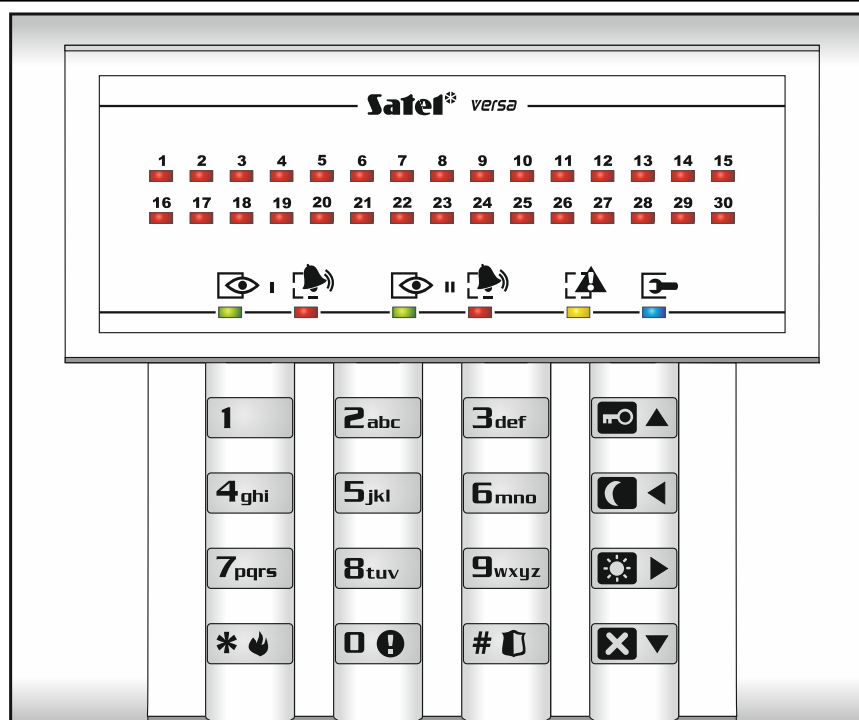 Satel* versa
1 2 3 4 5 6 7 8 9 10 11 12 13 14 15
16 17 18 19 20 21 22 23 24 25 26 27 28 29 30
I II
1 2abc 3def
4ghi 5jkl 6mno
7pqrs 8tuv 9wxyz
* 0 #